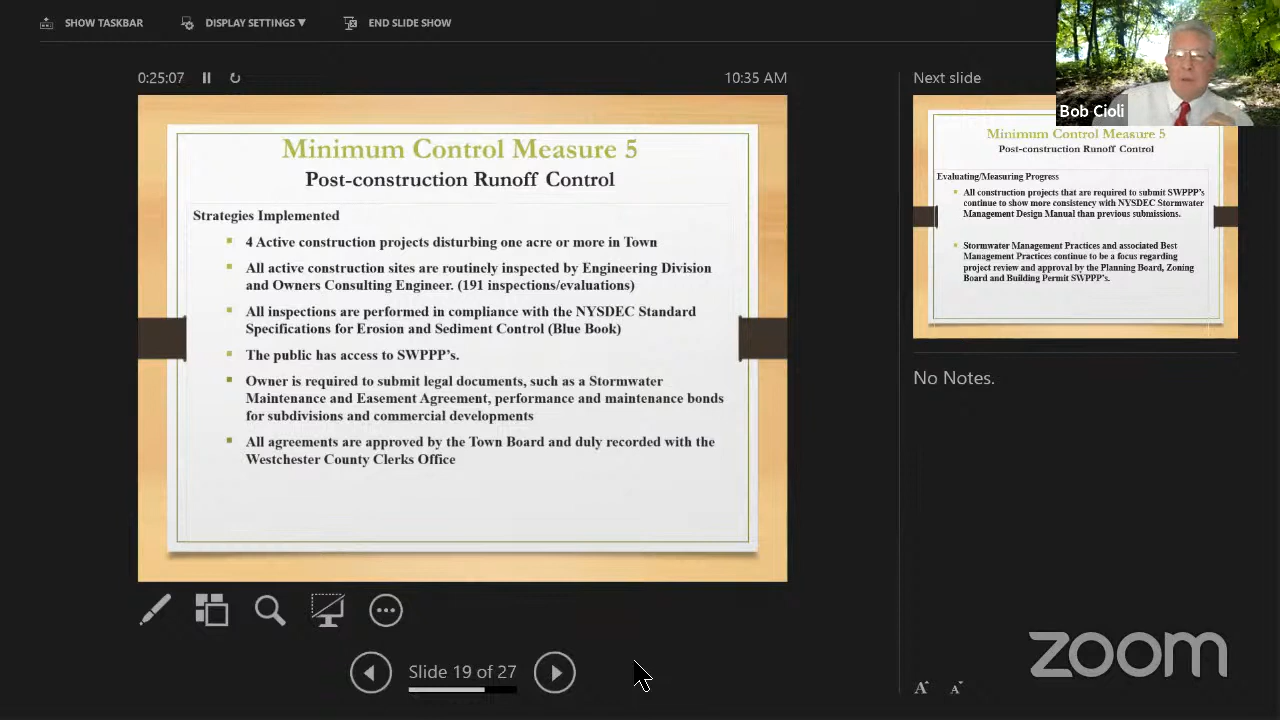 SHOW TASKBAR
DISPLAY SETTINGS ▼
END SLIDE SHOW
0:25:07
10:35 AM
Minimum Control Measure 5
Post-construction Runoff Control
Strategies Implemented
4 Active construction projects disturbing one acre or more in Town
All active construction sites are routinely inspected by Engineering Division
and Owners Consulting Engineer. (191 inspections/evaluations)
All inspections are performed in compliance with the NYSDEC Standard
Specifications for Erosion and Sediment Control (Blue Book)
The public has access to SWPPP's.
Owner is required to submit legal documents, such as a Stormwater
Maintenance and Easement Agreement, performance and maintenance bonds
for subdivisions and commercial developments
All agreements are approved by the Town Board and duly recorded with the
Westchester County Clerks Office
Slide 19 of 27
Next slide
Bob Cioli
Minimum Control Measure 5
Post-construction Runoff Control
Evaluating/Measuring Progress
All construction projects that are required to submit SWPPP's
continue to show more consistency with NYSDEC Stormwater
Management Design Manual than previous submissions.
Stormwater Management Practices and associated Best
Management Practices continue to be a focus regarding
project review and approval by the Planning Board, Zoning
Board and Building Permit SWPPP's.
No Notes.
A A
zoom